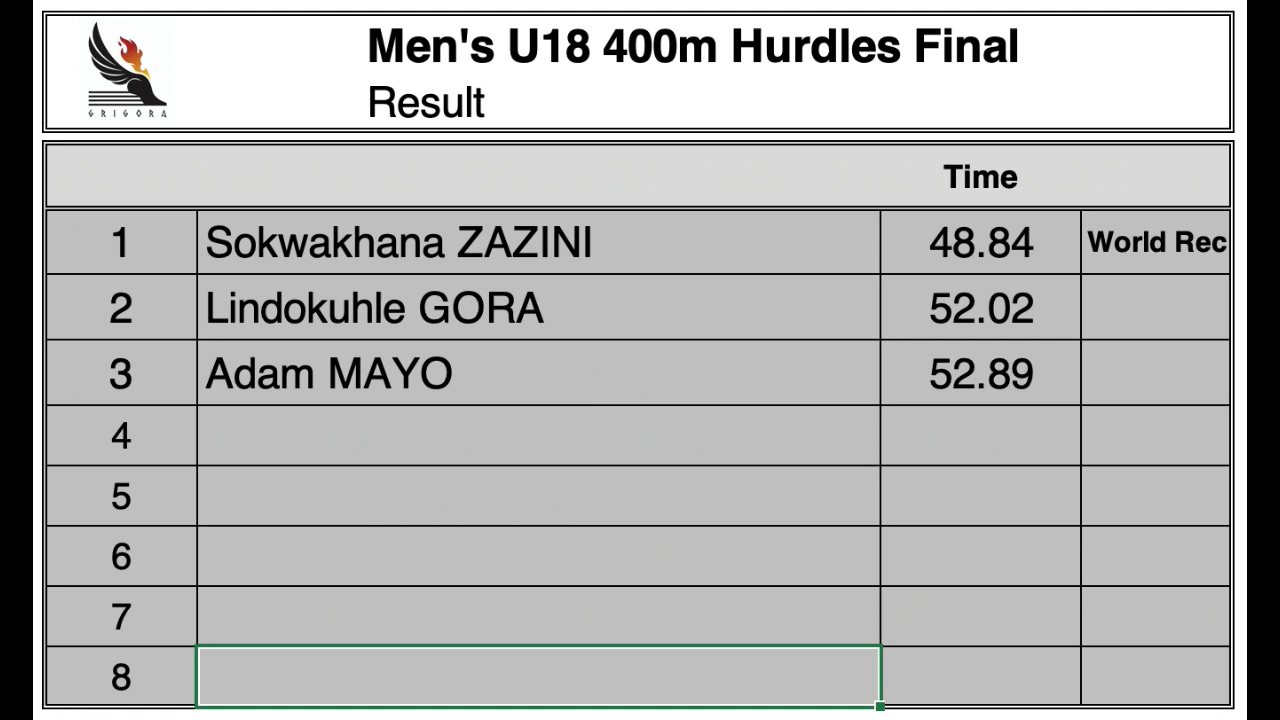 GRIGORA
Men's U18 400m Hurdles Final
Result
Time
1 Sokwakhana ZAZINI 48.84 World Rec
2 Lindokuhle GORA 52.02
3 Adam MAYO 52.89
4
5
6
7
8